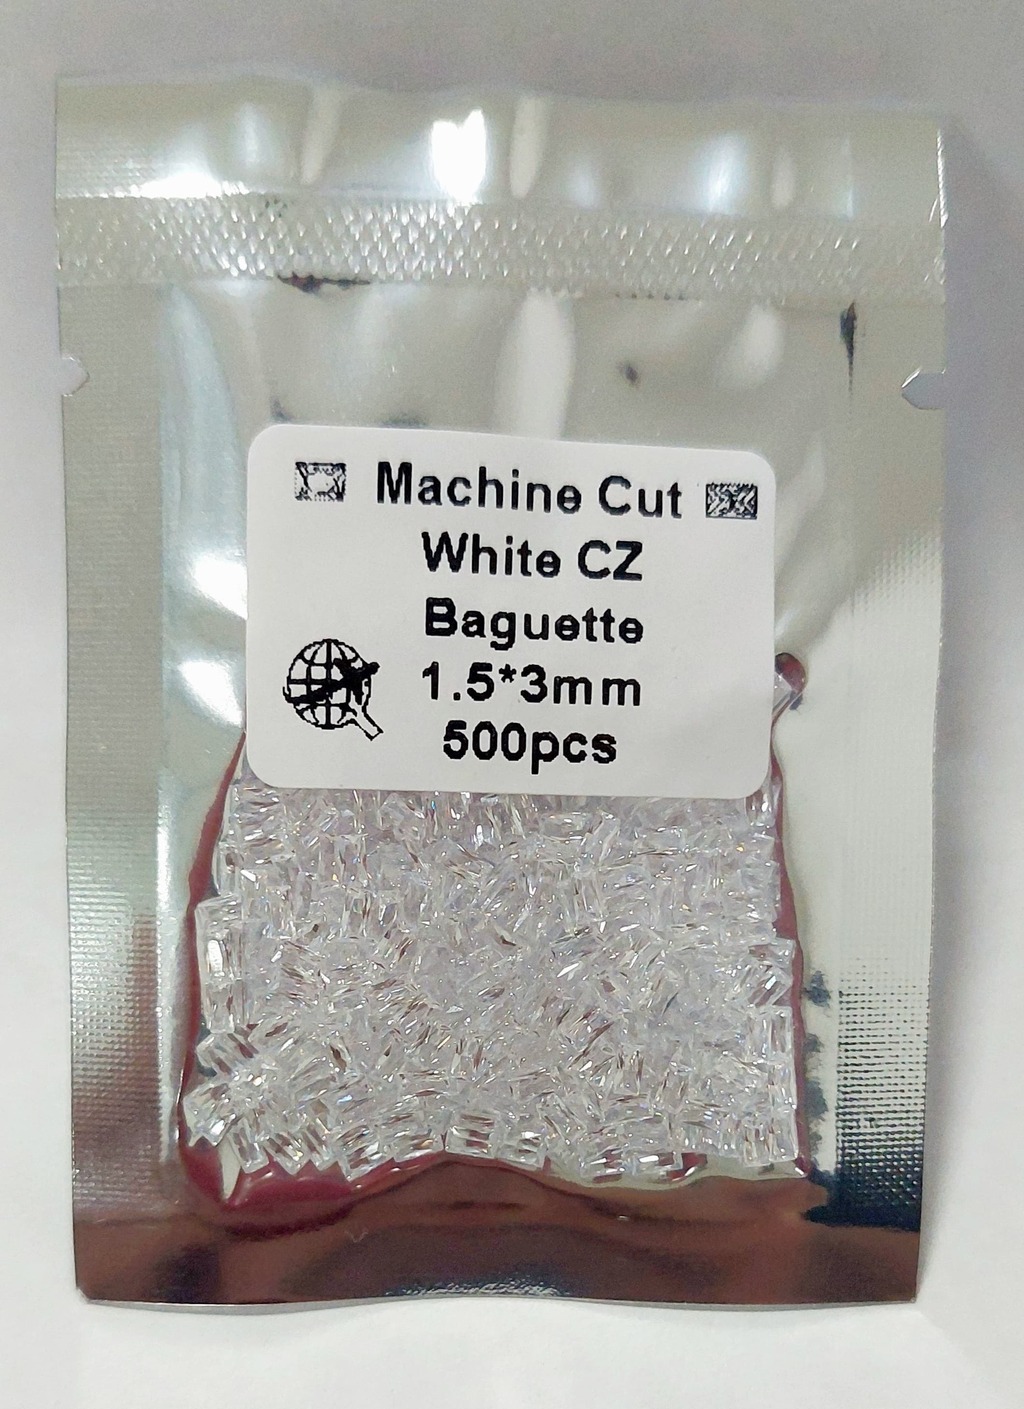 Machine Cut
White CZ
Baguette
1.5*3mm
500pcs